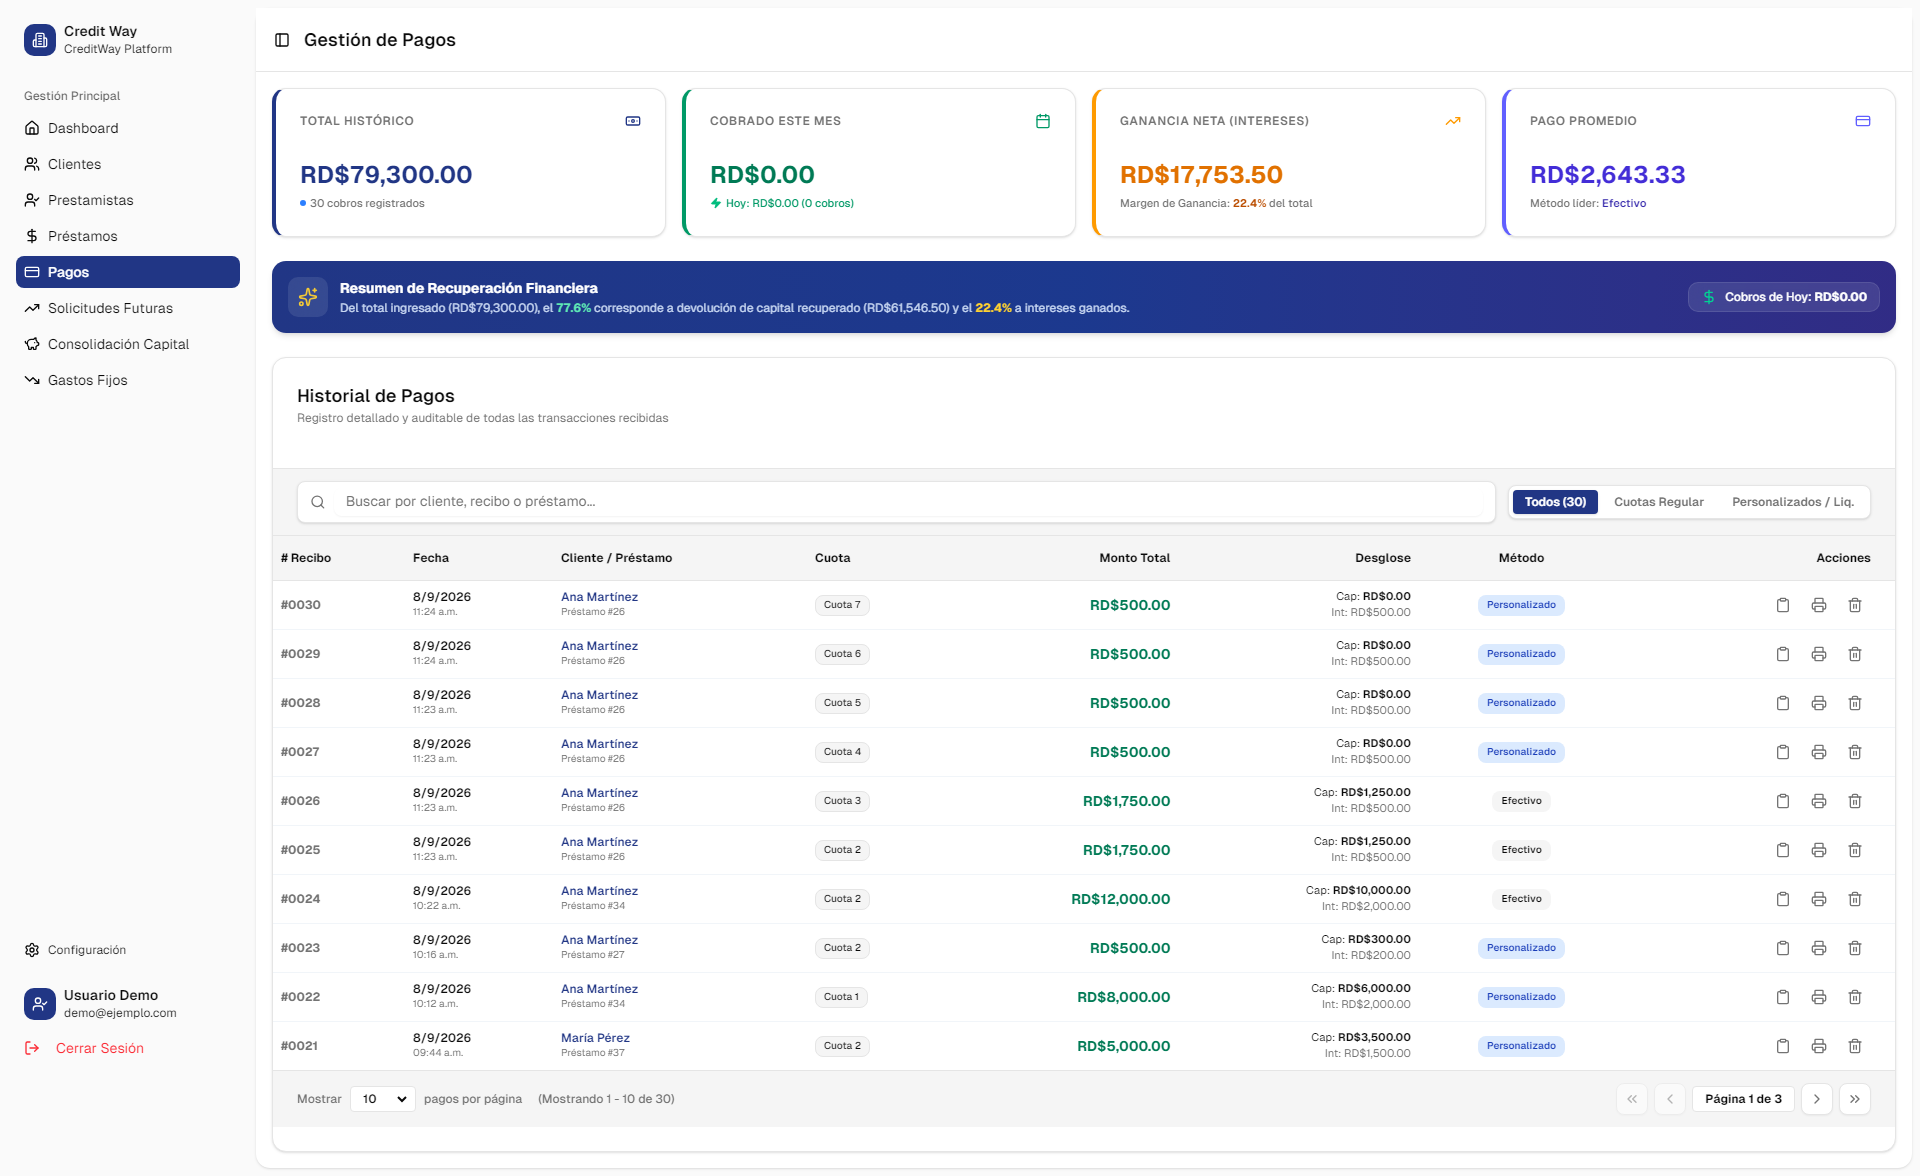 Credit Way
CreditWay Platform
Gestión Principal
Dashboard
Clientes
Prestamistas
Préstamos
Pagos
Solicitudes Futuras
Consolidación Capital
Gastos Fijos
Configuración
Usuario Demo
demo@ejemplo.com
Cerrar Sesión
Gestión de Pagos
TOTAL HISTÓRICO
RD$79,300.00
30 cobros registrados
COBRADO ESTE MES
RD$0.00
Hoy: RD$0.00 (0 cobros)
GANANCIA NETA (INTERESES)
RD$17,753.50
Margen de Ganancia: 22.4% del total
PAGO PROMEDIO
RD$2,643.33
Método líder: Efectivo
Resumen de Recuperación Financiera
Del total ingresado (RD$79,300.00), el 77.6% corresponde a devolución de capital recuperado (RD$61,546.50) y el 22.4% a intereses ganados.
Cobros de Hoy: RD$0.00
Historial de Pagos
Registro detallado y auditable de todas las transacciones recibidas
Buscar por cliente, recibo o préstamo...
Todos (30) Cuotas Regular Personalizados / Liq.
# Recibo Fecha Cliente / Préstamo Cuota Monto Total Desglose Método Acciones
#0030 8/9/2026 11:24 a.m. Ana Martínez Préstamo #26 Cuota 7 RD$500.00 Cap: RD$0.00 Int: RD$500.00 Personalizado
#0029 8/9/2026 11:24 a.m. Ana Martínez Préstamo #26 Cuota 6 RD$500.00 Cap: RD$0.00 Int: RD$500.00 Personalizado
#0028 8/9/2026 11:23 a.m. Ana Martínez Préstamo #26 Cuota 5 RD$500.00 Cap: RD$0.00 Int: RD$500.00 Personalizado
#0027 8/9/2026 11:23 a.m. Ana Martínez Préstamo #26 Cuota 4 RD$500.00 Cap: RD$0.00 Int: RD$500.00 Personalizado
#0026 8/9/2026 11:23 a.m. Ana Martínez Préstamo #26 Cuota 3 RD$1,750.00 Cap: RD$1,250.00 Int: RD$500.00 Efectivo
#0025 8/9/2026 11:23 a.m. Ana Martínez Préstamo #26 Cuota 2 RD$1,750.00 Cap: RD$1,250.00 Int: RD$500.00 Efectivo
#0024 8/9/2026 10:22 a.m. Ana Martínez Préstamo #34 Cuota 2 RD$12,000.00 Cap: RD$10,000.00 Int: RD$2,000.00 Efectivo
#0023 8/9/2026 10:16 a.m. Ana Martínez Préstamo #27 Cuota 2 RD$500.00 Cap: RD$300.00 Int: RD$200.00 Personalizado
#0022 8/9/2026 10:12 a.m. Ana Martínez Préstamo #34 Cuota 1 RD$8,000.00 Cap: RD$6,000.00 Int: RD$2,000.00 Personalizado
#0021 8/9/2026 09:44 a.m. María Pérez Préstamo #37 Cuota 2 RD$5,000.00 Cap: RD$3,500.00 Int: RD$1,500.00 Personalizado
Mostrar 10 pagos por página (Mostrando 1 - 10 de 30)
Página 1 de 3